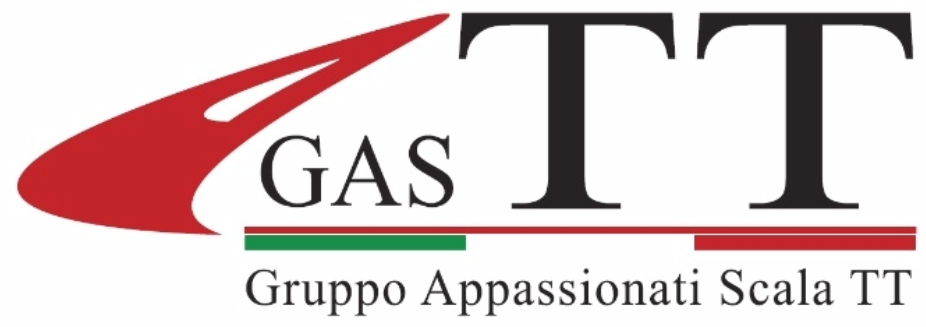 GAS TT
Gruppo Appassionati Scala TT